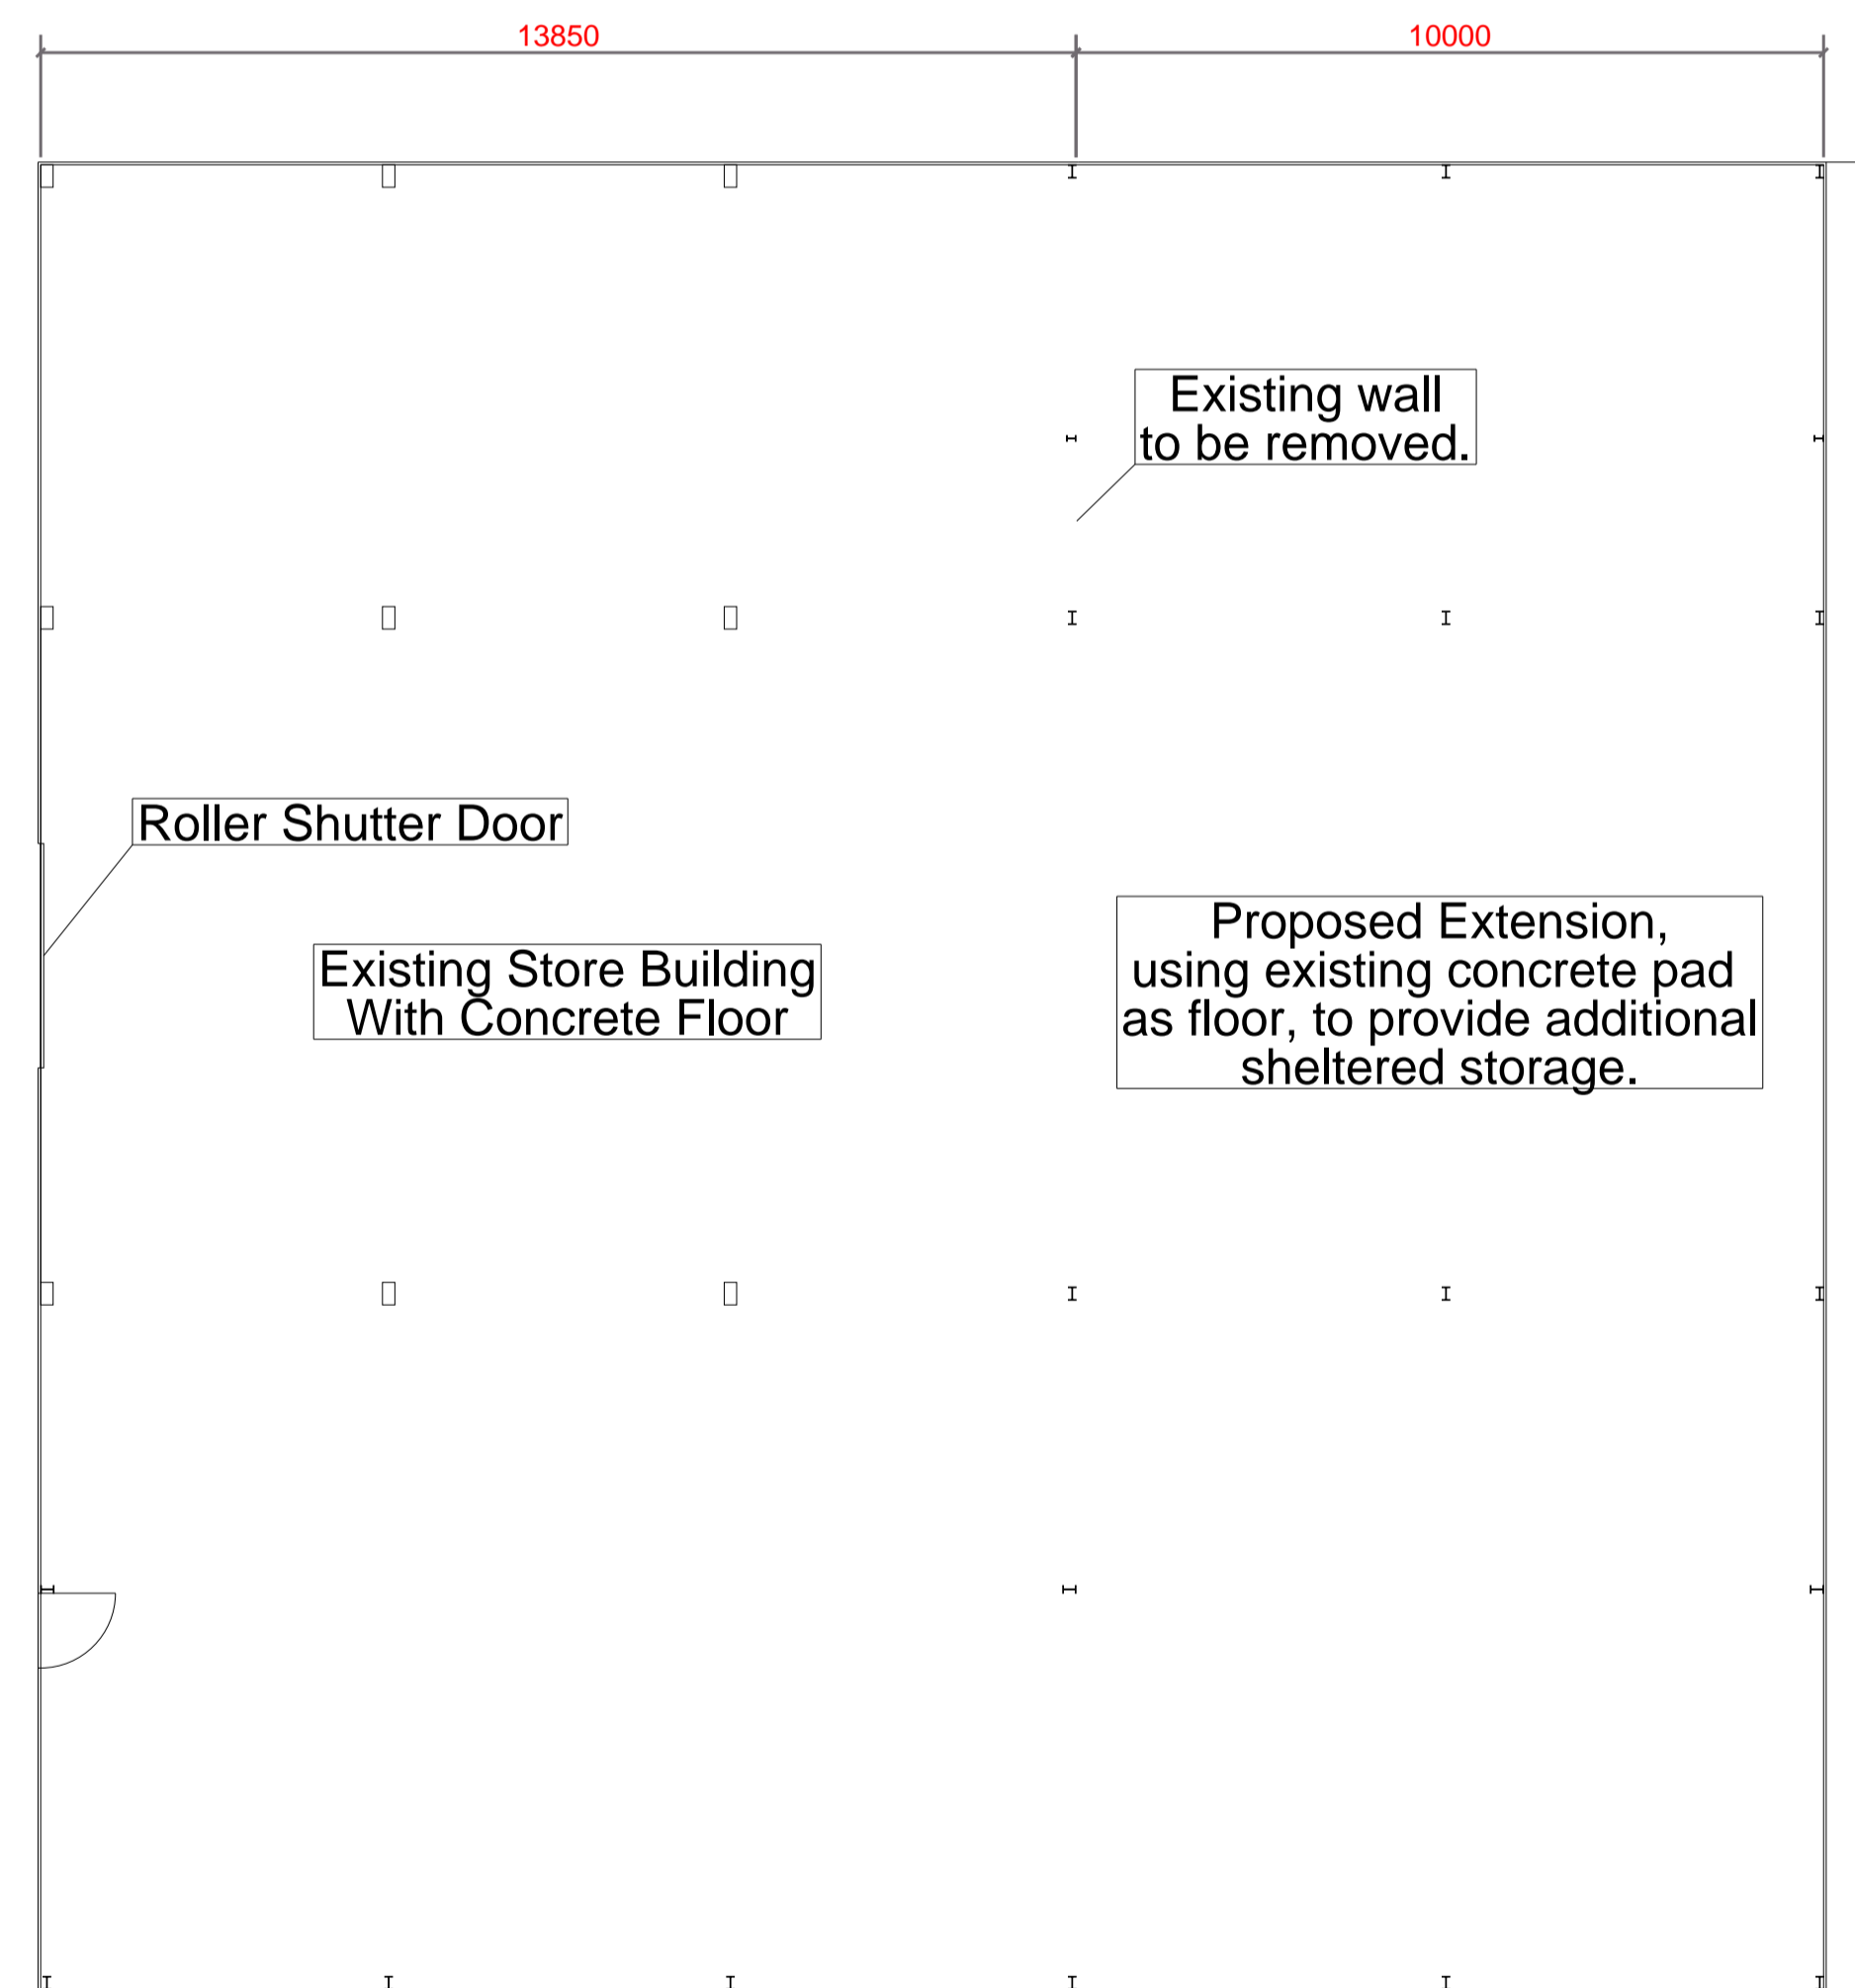 13850
10000
Existing wall
to be removed.
Roller Shutter Door
Existing Store Building
With Concrete Floor
Proposed Extension,
using existing concrete pad
as floor, to provide additional
sheltered storage.